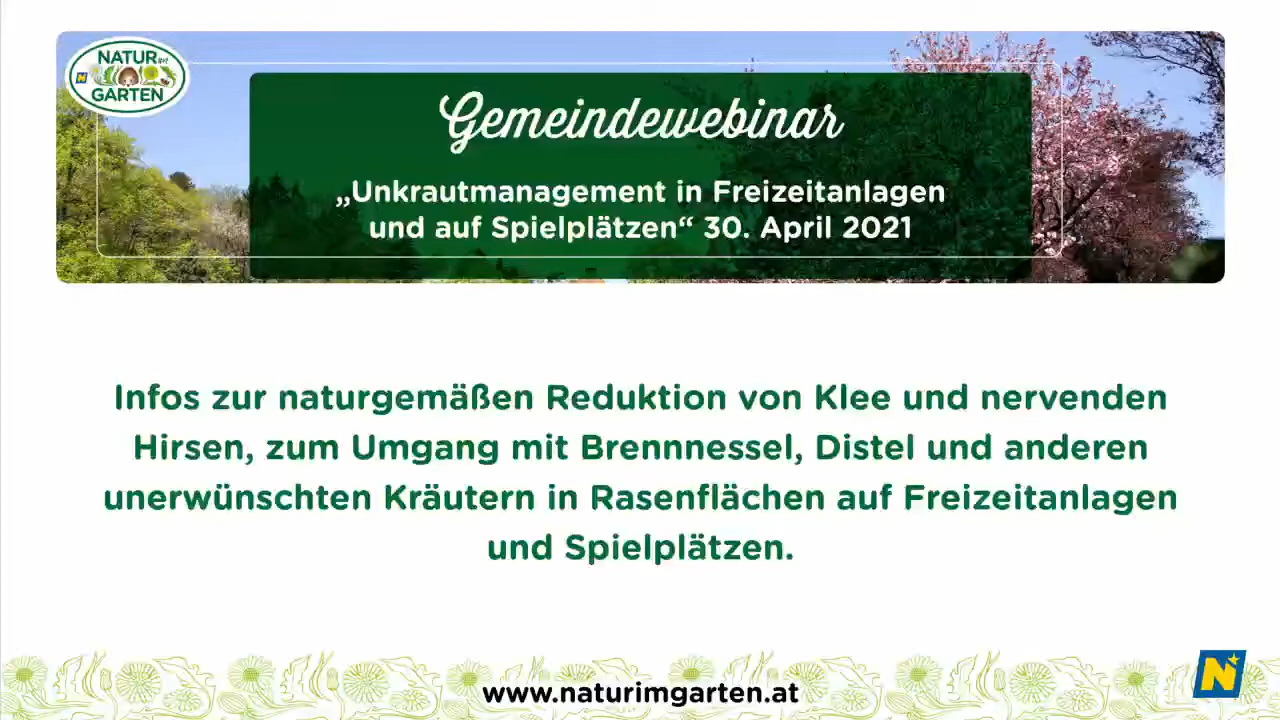 NATUR im
GARTEN
Gemeindewebinar
„Unkrautmanagement in Freizeitanlagen
und auf Spielplätzen“ 30. April 2021
Infos zur naturgemäßen Reduktion von Klee und nervenden
Hirsen, zum Umgang mit Brennnessel, Distel und anderen
unerwünschten Kräutern in Rasenflächen auf Freizeitanlagen
und Spielplätzen.
www.naturimgarten.at
N